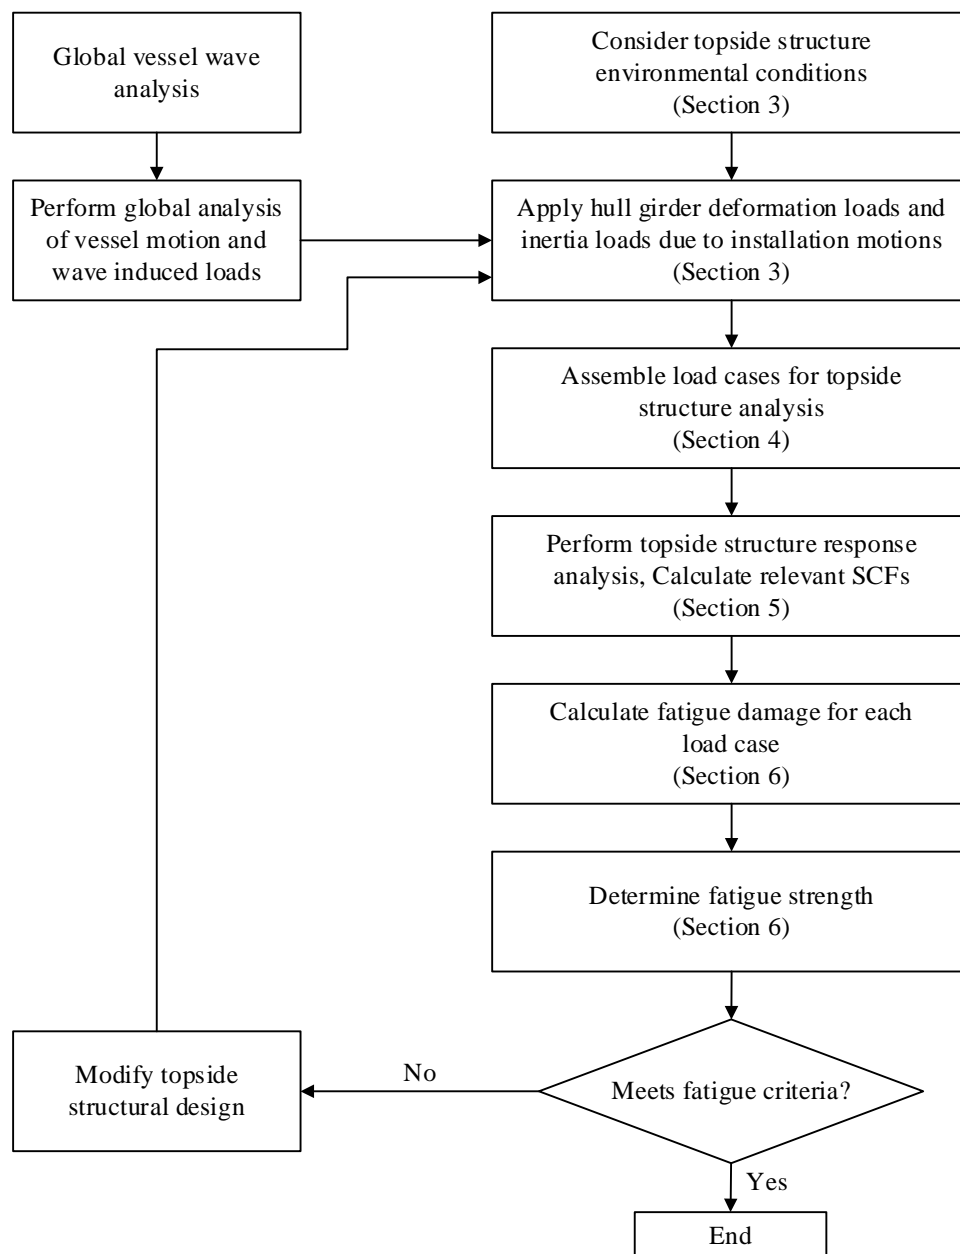 Global vessel wave
analysis
Consider topside structure
environmental conditions
(Section 3)
Perform global analysis
of vessel motion and
wave induced loads
Apply hull girder deformation loads and
inertia loads due to installation motions
(Section 3)
Assemble load cases for topside
structure analysis
(Section 4)
Perform topside structure response
analysis, Calculate relevant SCFs
(Section 5)
Calculate fatigue damage for each
load case
(Section 6)
Determine fatigue strength
(Section 6)
Modify topside
structural design
No
Meets fatigue criteria?
Yes
End